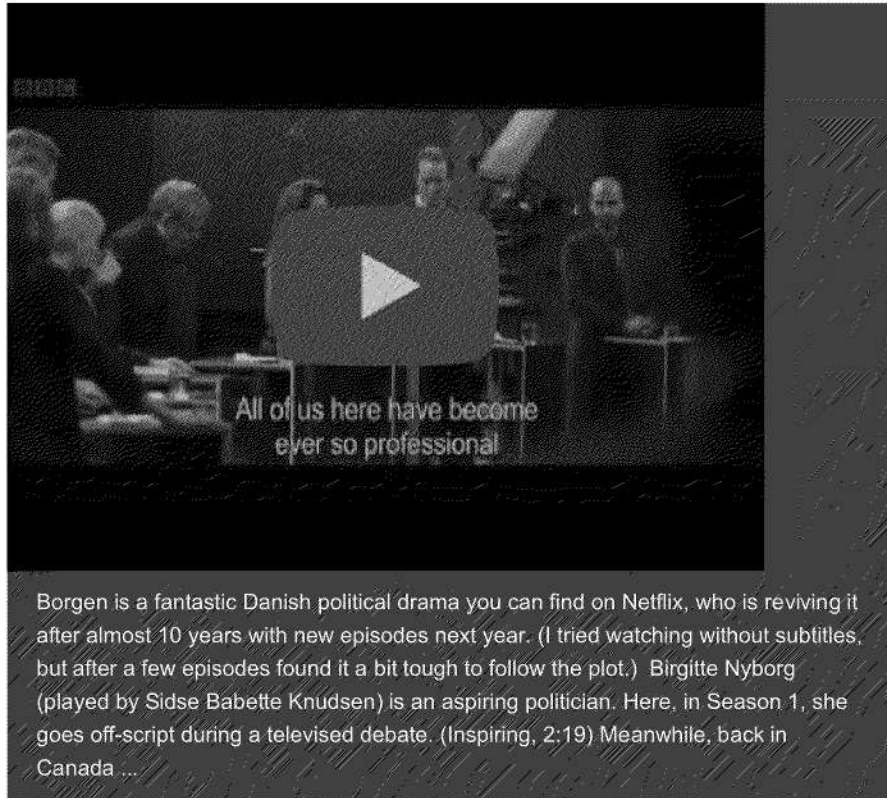 All of us here have become
ever so professional
Borgen is a fantastic Danish political drama you can find on Netflix, who is reviving it
after almost 10 years with new episodes next year. (I tried watching without subtitles,
but after a few episodes found it a bit tough to follow the plot.)  Birgitte Nyborg
(played by Sidse Babette Knudsen) is an aspiring politician. Here, in Season 1, she
goes off-script during a televised debate. (Inspiring, 2:19) Meanwhile, back in
Canada ...